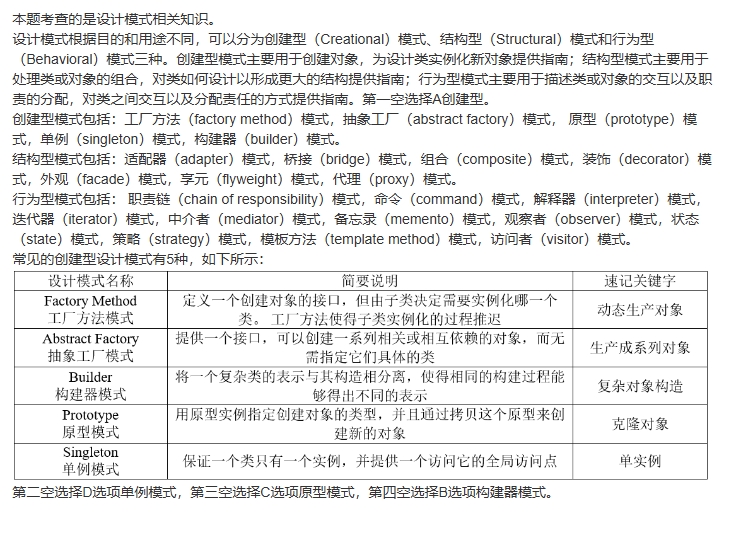 本题考查的是设计模式相关知识。
设计模式根据目的和用途不同，可以分为创建型（Creational）模式、结构型（Structural）模式和行为型
（Behavioral）模式三种。创建型模式主要用于创建对象，为设计类实例化新对象提供指南；结构型模式主要用于
处理类或对象的组合，对类如何设计以形成更大的结构提供指南；行为型模式主要用于描述类或对象的交互以及职
责的分配，对类之间交互以及分配责任的方式提供指南。第一空选择A创建型。
创建型模式包括：工厂方法（factory method）模式，抽象工厂（abstract factory）模式， 原型（prototype）模
式，单例（singleton）模式，构建器（builder）模式。
结构型模式包括：适配器（adapter）模式，桥接（bridge）模式，组合（composite）模式，装饰（decorator）模
式，外观（facade）模式，享元（flyweight）模式，代理（proxy）模式。
行为型模式包括： 职责链（chain of responsibility）模式，命令（command）模式，解释器（interpreter）模式，
迭代器（iterator）模式，中介者（mediator）模式，备忘录（memento）模式，观察者（observer）模式，状态
（state）模式，策略（strategy）模式，模板方法（template method）模式，访问者（visitor）模式。
常见的创建型设计模式有5种，如下所示：
设计模式名称 简要说明 速记关键字
Factory Method
工厂方法模式
定义一个创建对象的接口，但由子类决定需要实例化哪一个
类。 工厂方法使得子类实例化的过程推迟
动态生产对象
Abstract Factory
抽象工厂模式
提供一个接口，可以创建一系列相关或相互依赖的对象，而无
需指定它们具体的类
生产成系列对象
Builder
构建器模式
将一个复杂类的表示与其构造相分离，使得相同的构建过程能
够得出不同的表示
复杂对象构造
Prototype
原型模式
用原型实例指定创建对象的类型，并且通过拷贝这个原型来创
建新的对象
克隆对象
Singleton
单例模式
保证一个类只有一个实例，并提供一个访问它的全局访问点
单实例
第二空选择D选项单例模式，第三空选择C选项原型模式，第四空选择B选项构建器模式。